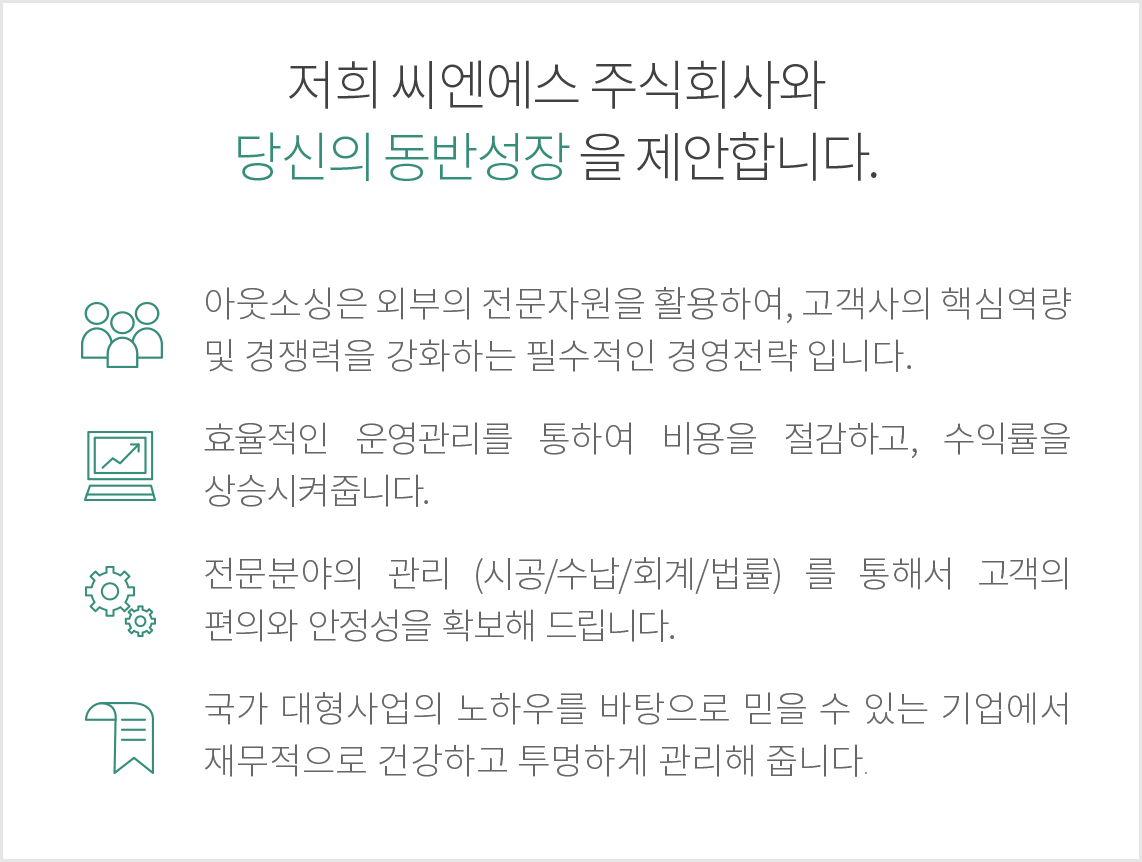 저희 씨엔에스 주식회사와
당신의 동반성장 을 제안합니다.
아웃소싱은 외부의 전문자원을 활용하여, 고객사의 핵심역량
및 경쟁력을 강화하는 필수적인 경영전략 입니다.
효율적인 운영관리를 통하여 비용을 절감하고, 수익률을
상승시켜줍니다.
전문분야의 관리 (시공/수납/회계/법률) 를 통해서 고객의
편의와 안정성을 확보해 드립니다.
국가 대형사업의 노하우를 바탕으로 믿을 수 있는 기업에서
재무적으로 건강하고 투명하게 관리해 줍니다.